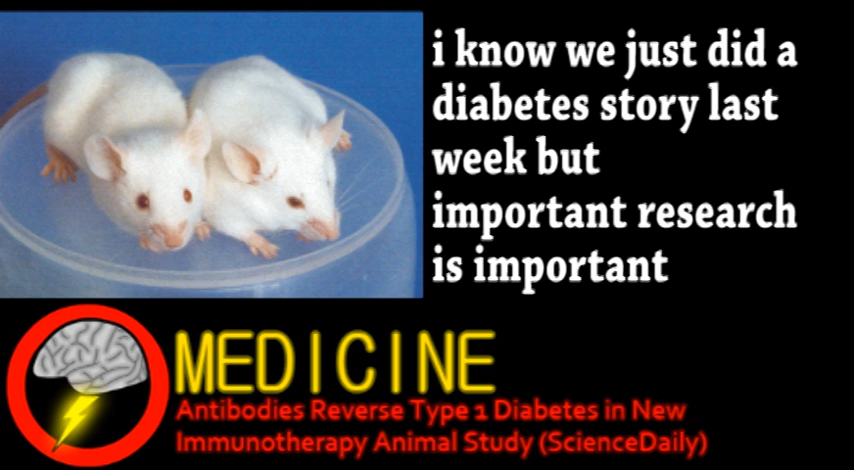 i know we just did a
diabetes story last
week but
important research
is important
MEDICINE
Antibodies Reverse Type 1 Diabetes in New
Immunotherapy Animal Study (ScienceDaily)